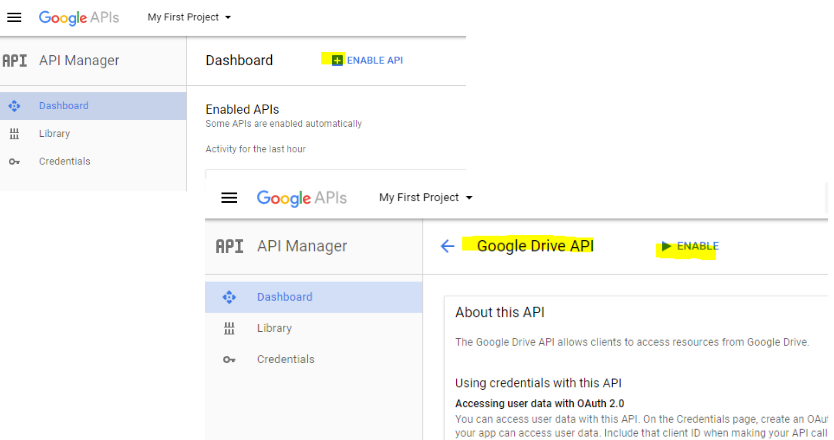 Google APIs My First Project
API API Manager
Dashboard ENABLE API
Dashboard
Library
Credentials
Enabled APIs
Some APIs are enabled automatically
Activity for the last hour
Google APIs My First Project
API API Manager
Google Drive API ENABLE
Dashboard
Library
Credentials
About this API
The Google Drive API allows clients to access resources from Google Drive.
Using credentials with this API
Accessing user data with OAuth 2.0
You can access user data with this API. On the Credentials page, create an OAu
your app can access user data. Include that client ID when making your API call